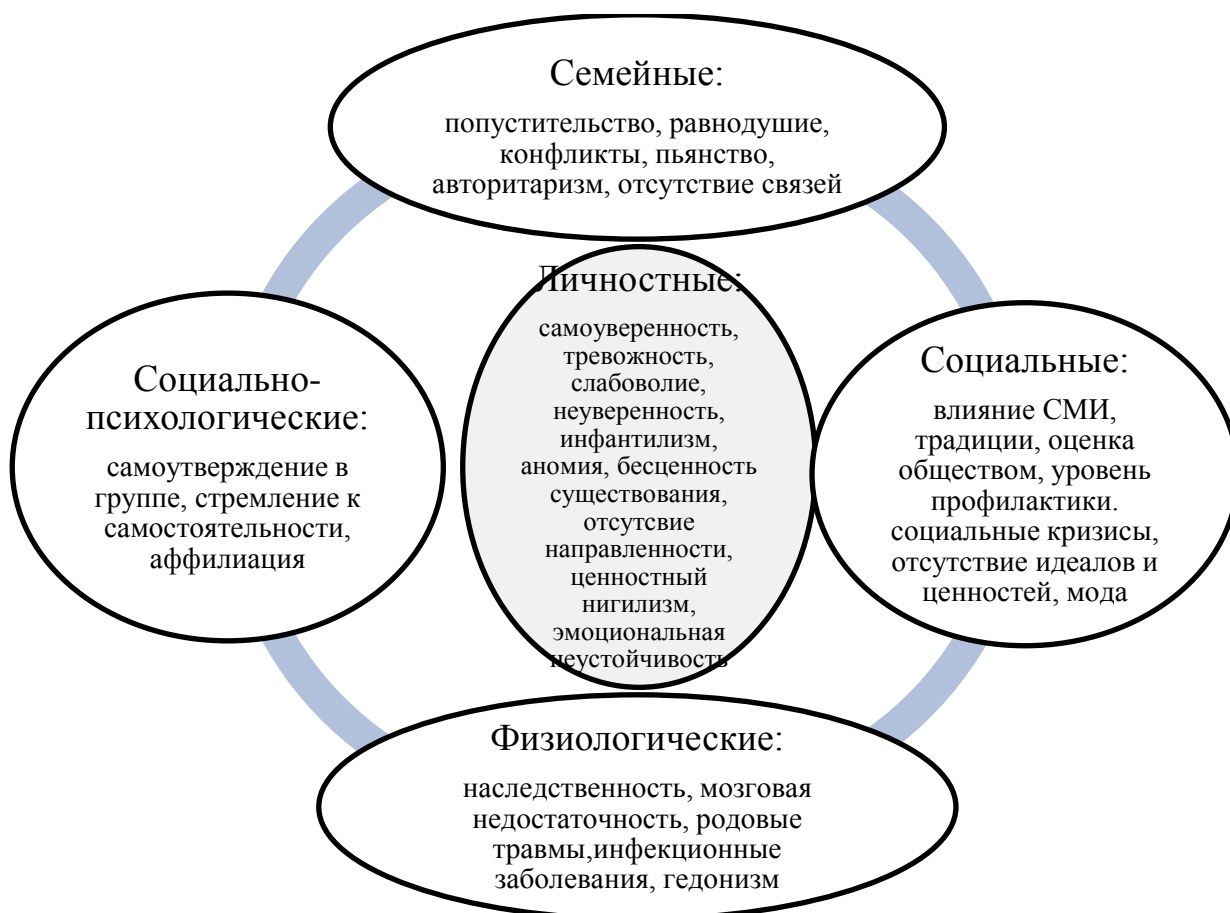 Семейные:
попустительство, равнодушие,
конфликты, пьянство,
авторитаризм, отсутствие связей
Личностные:
самоуверенность,
тревожность,
слабоволие,
неуверенность,
инфантилизм,
аномия, бесценность
существования,
отсутсвие
направленности,
ценностный
нигилизм,
эмоциональная
неустойчивость
Социальные:
влияние СМИ,
традиции, оценка
обществом, уровень
профилактики.
социальные кризисы,
отсутствие идеалов и
ценностей, мода
Физиологические:
наследственность, мозговая
недостаточность, родовые
травмы,инфекционные
заболевания, гедонизм
Социально-
психологические:
самоутверждение в
группе, стремление к
самостоятельности,
аффилиация